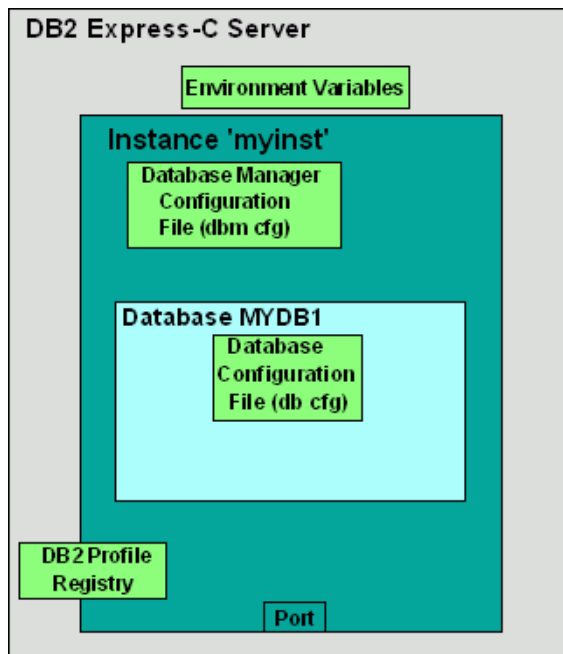 DB2 Express-C Server
Environment Variables
Instance 'myinst'
Database Manager
Configuration
File (dbm cfg)
Database MYDB1
Database
Configuration
File (db cfg)
DB2 Profile
Registry
Port